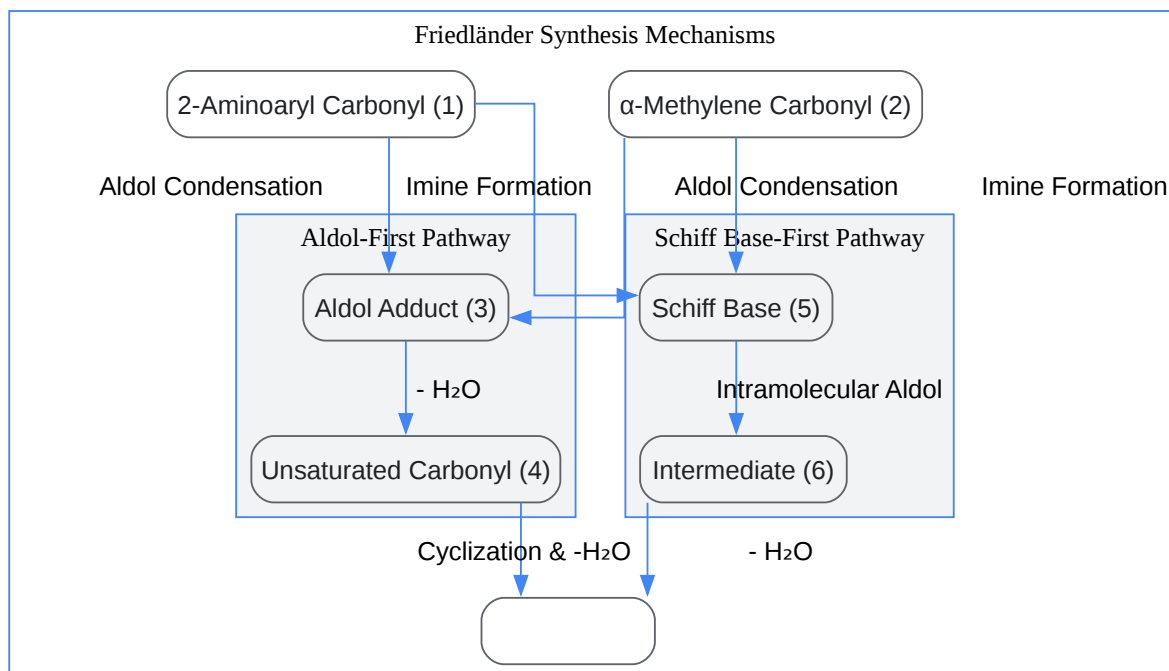 Friedländer Synthesis Mechanisms
2-Aminoaryl Carbonyl (1)
α-Methylene Carbonyl (2)
Aldol Condensation
Imine Formation
Aldol Condensation
Imine Formation
Aldol-First Pathway
Schiff Base-First Pathway
Aldol Adduct (3)
Schiff Base (5)
- H₂O
Intramolecular Aldol
Unsaturated Carbonyl (4)
Intermediate (6)
Cyclization & -H₂O
- H₂O